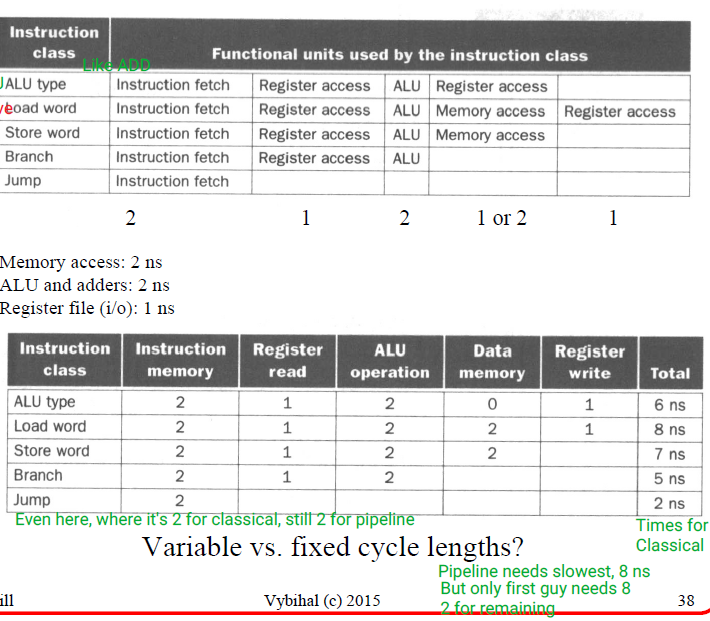 Instruction class Functional units used by the instruction class
Like ADD
ALU type Instruction fetch Register access ALU Register access
Load word Instruction fetch Register access ALU Memory access Register access
Store word Instruction fetch Register access ALU Memory access
Branch Instruction fetch Register access ALU
Jump Instruction fetch
2 1 2 1 or 2 1
Memory access: 2 ns
ALU and adders: 2 ns
Register file (i/o): 1 ns
Instruction class Instruction memory Register read ALU operation Data memory Register write Total
ALU type 2 1 2 0 1 6 ns
Load word 2 1 2 2 1 8 ns
Store word 2 1 2 2 7 ns
Branch 2 1 2 5 ns
Jump 2 2 ns
Even here, where it's 2 for classical, still 2 for pipeline
Times for
Classical
Variable vs. fixed cycle lengths?
Pipeline needs slowest, 8 ns
But only first guy needs 8
2 for remaining
ill Vybihal (c) 2015 38